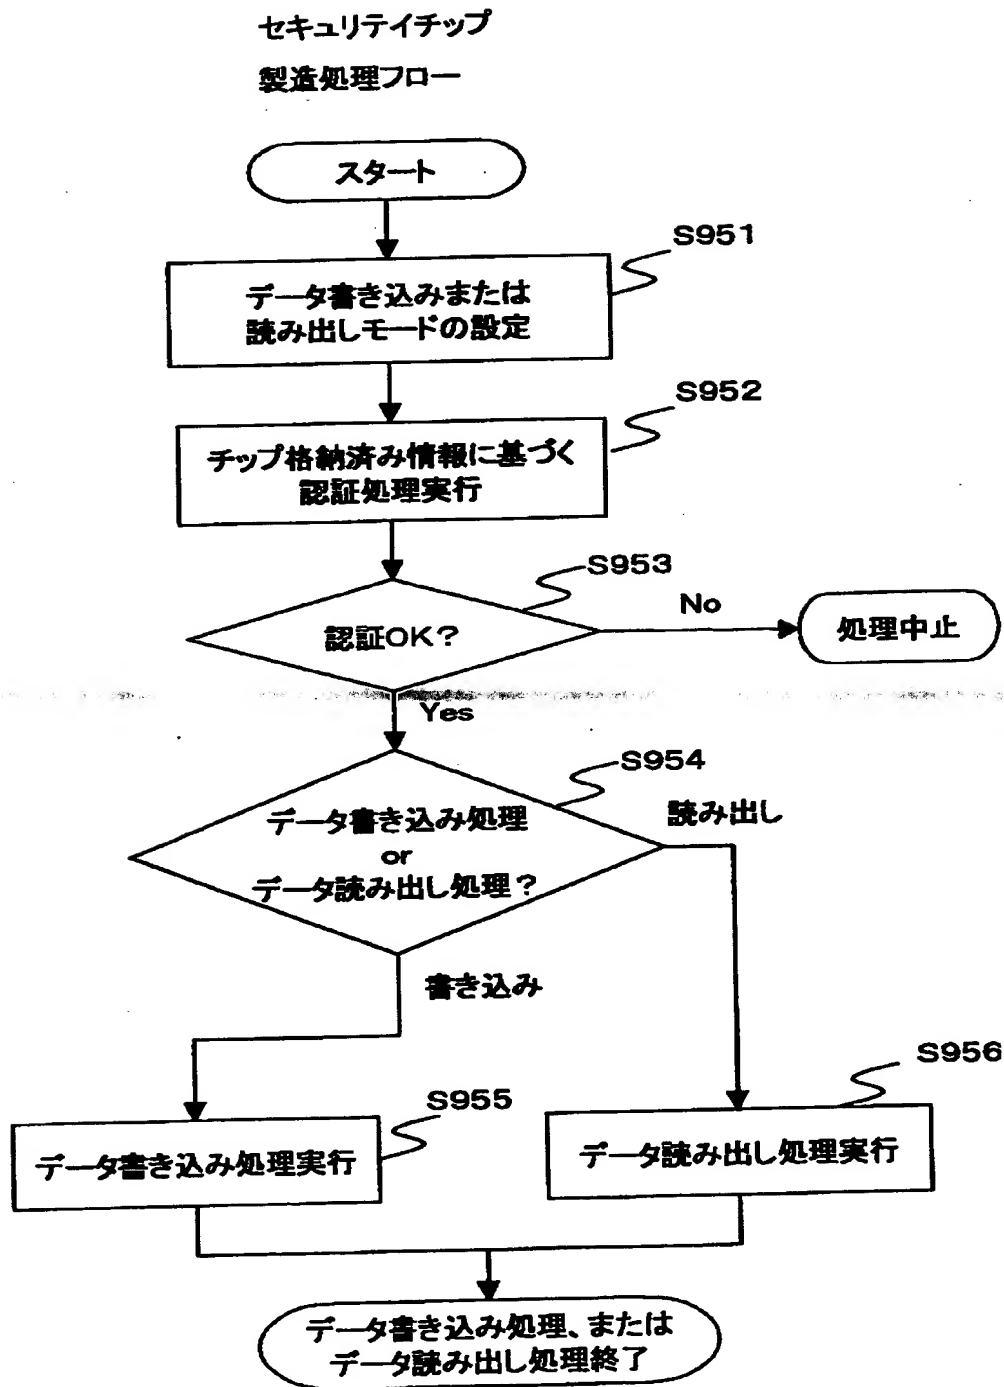 セキュリテイチップ
製造処理フロー
スタート
S951
データ書き込みまたは
読み出しモードの設定
S952
チップ格納済み情報に基づく
認証処理実行
S953
認証OK?
No
処理中止
Yes
S954
データ書き込み処理
or
データ読み出し処理?
読み出し
書き込み
S955
データ書き込み処理実行
S956
データ読み出し処理実行
データ書き込み処理、または
データ読み出し処理終了